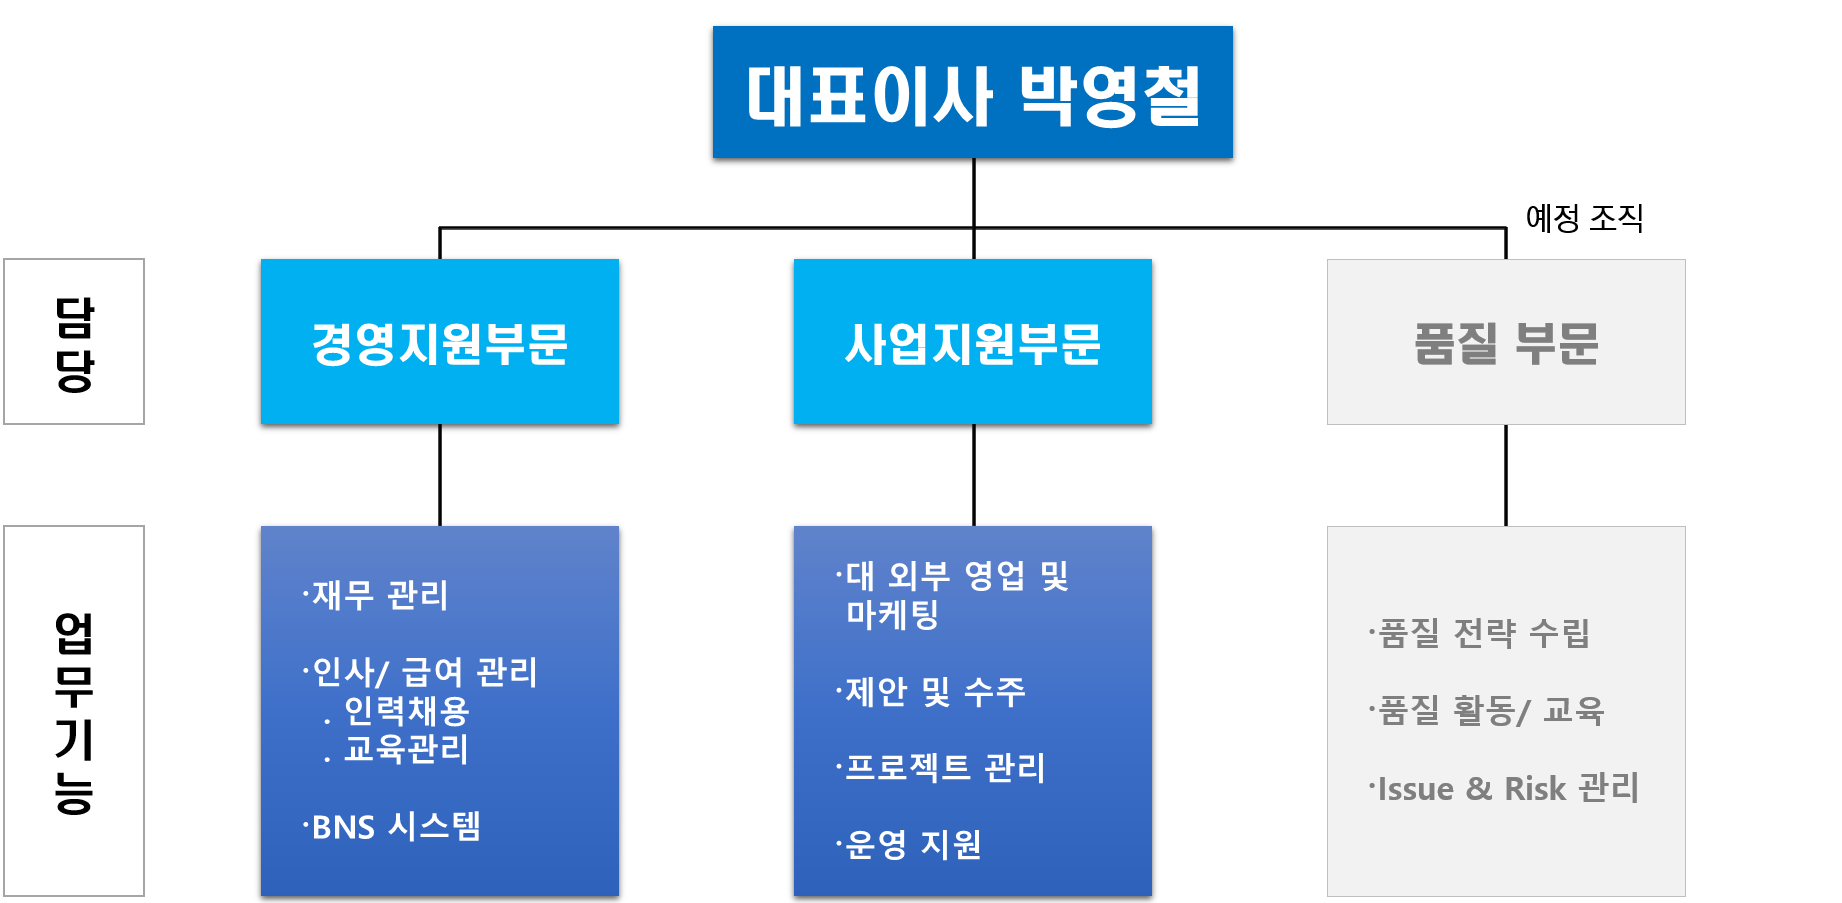 대표이사 박영철
예정 조직
담당
경영지원부문
사업지원부문
품질 부문
업무기능
·재무 관리
·인사/ 급여 관리
. 인력채용
. 교육관리
·BNS 시스템
·대 외부 영업 및
마케팅
·제안 및 수주
·프로젝트 관리
·운영 지원
·품질 전략 수립
·품질 활동/ 교육
·Issue & Risk 관리